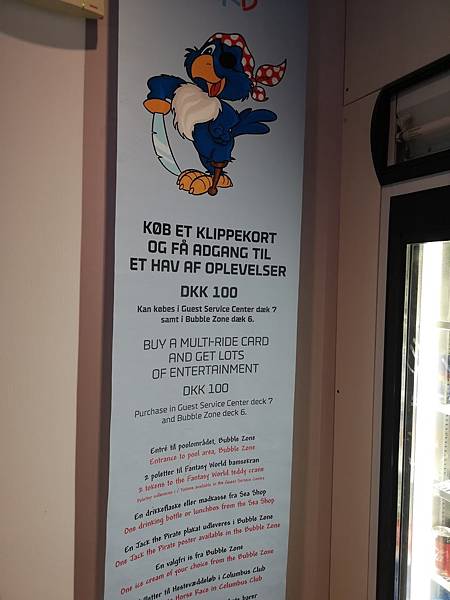 KØB ET KLIPPEKORT
OG FÅ ADGANG TIL
ET HAV AF OPLEVELSER
DKK 100
Kan købes i Guest Service Center dæk 7
samt i Bubble Zone dæk 6.
BUY A MULTI-RIDE CARD
AND GET LOTS
OF ENTERTAINMENT
DKK 100
Purchase in Guest Service Center deck 7
and Bubble Zone deck 6.
Entré til poolområdet, Bubble Zone
Entrance to pool area, Bubble Zone
2 poletter til Fantasy World bamsekran
2 tokens to the Fantasy World teddy crane
En drikkeflaske eller madkasse fra Sea Shop
One drinking bottle or lunchbox from the Sea Shop
En Jack the Pirate plakat udleveres i Bubble Zone
One Jack the Pirate poster available in the Bubble Zone
En valgfri is fra Bubble Zone
One ice cream of your choice from the Bubble Zone
poletter til Hestevæddeløb i Columbus Club
Horse Race in Columbus Club